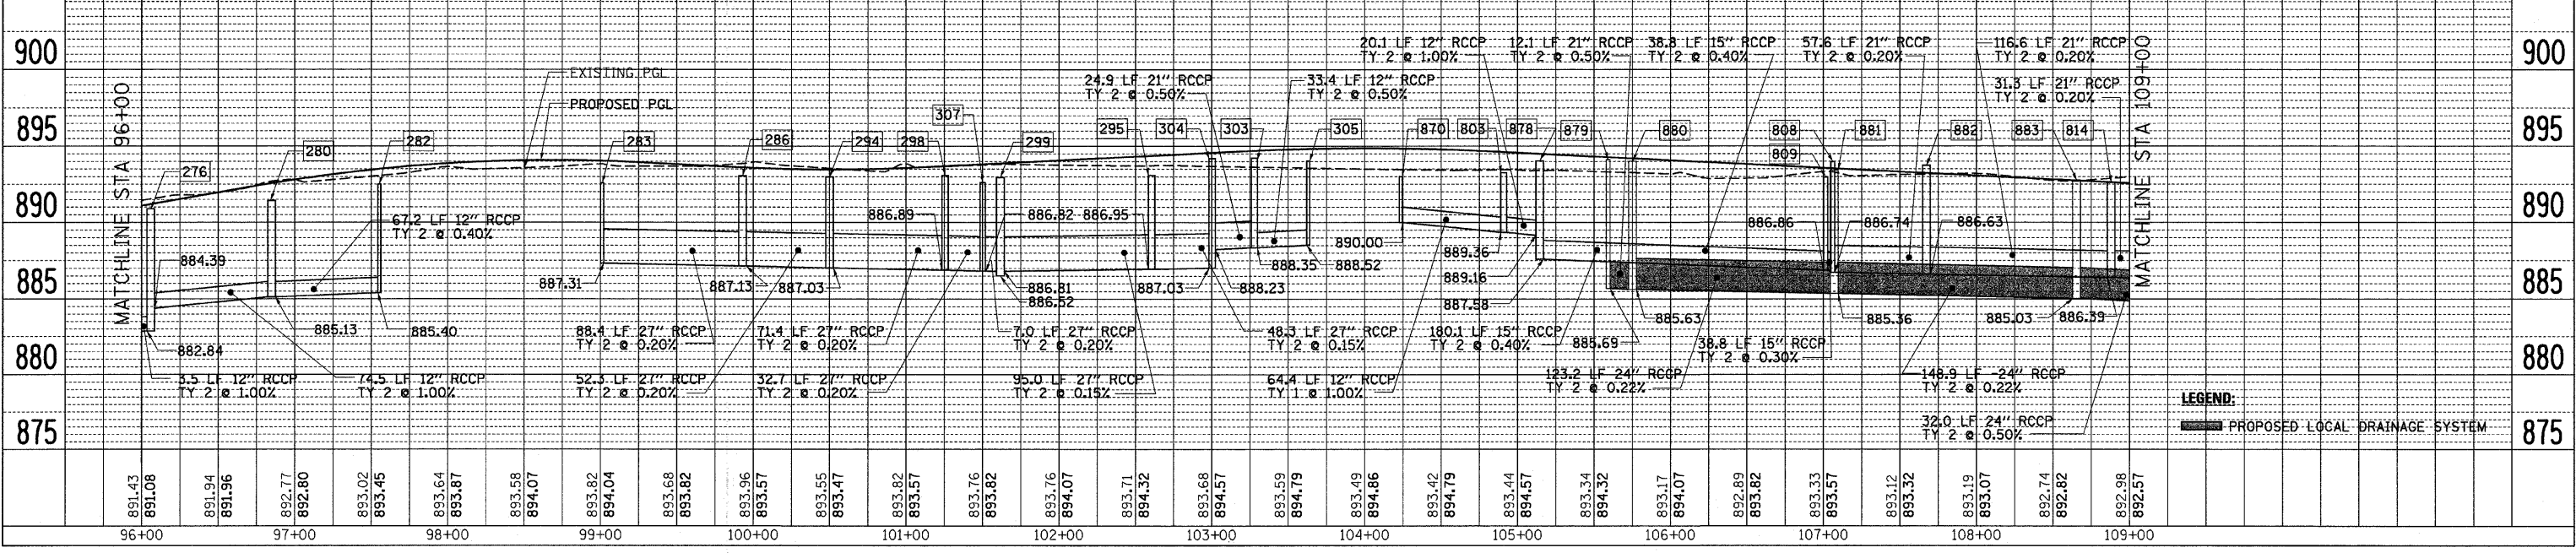 900
895
890
885
880
875
MATCHLINE STA 96+00
EXISTING PGL
PROPOSED PGL
276
280
282
283
286
294
298
307
299
295
304
303
305
870
803
878
879
880
808
809
881
882
883
814
24.9 LF 21" RCCP
TY 2 @ 0.50%
33.4 LF 12" RCCP
TY 2 @ 0.50%
20.1 LF 12" RCCP
TY 2 @ 1.00%
12.1 LF 21" RCCP
TY 2 @ 0.50%
38.8 LF 15" RCCP
TY 2 @ 0.40%
57.6 LF 21" RCCP
TY 2 @ 0.20%
116.6 LF 21" RCCP
TY 2 @ 0.20%
31.3 LF 21" RCCP
TY 2 @ 0.20%
MATCHLINE STA 109+00
900
895
890
885
880
875
67.2 LF 12" RCCP
TY 2 @ 0.40%
884.39
882.84
885.13
885.40
887.31
887.13
887.03
886.89
886.82
886.95
886.81
886.52
887.03
888.23
888.35
888.52
890.00
889.36
889.16
887.58
885.69
885.63
886.86
886.74
886.63
885.36
885.03
886.39
3.5 LF 12" RCCP
TY 2 @ 1.00%
74.5 LF 12" RCCP
TY 2 @ 1.00%
88.4 LF 27" RCCP
TY 2 @ 0.20%
52.3 LF 27" RCCP
TY 2 @ 0.20%
71.4 LF 27" RCCP
TY 2 @ 0.20%
32.7 LF 27" RCCP
TY 2 @ 0.20%
7.0 LF 27" RCCP
TY 2 @ 0.20%
95.0 LF 27" RCCP
TY 2 @ 0.15%
48.3 LF 27" RCCP
TY 2 @ 0.15%
64.4 LF 12" RCCP
TY 1 @ 1.00%
180.1 LF 15" RCCP
TY 2 @ 0.40%
123.2 LF 24" RCCP
TY 2 @ 0.22%
38.8 LF 15" RCCP
TY 2 @ 0.30%
148.9 LF -24" RCCP
TY 2 @ 0.22%
32.0 LF 24" RCCP
TY 2 @ 0.50%
LEGEND:
PROPOSED LOCAL DRAINAGE SYSTEM
891.43 891.08
891.94 891.96
892.77 892.80
893.02 893.45
893.64 893.87
893.58 894.07
893.82 894.04
893.68 893.82
893.96 893.57
893.55 893.47
893.82 893.57
893.76 893.82
893.76 894.07
893.71 894.32
893.68 894.57
893.59 894.79
893.49 894.86
893.42 894.79
893.44 894.57
893.34 894.32
893.17 894.07
892.89 893.82
893.33 893.57
893.12 893.32
893.19 893.07
892.74 892.82
892.98 892.57
96+00 97+00 98+00 99+00 100+00 101+00 102+00 103+00 104+00 105+00 106+00 107+00 108+00 109+00